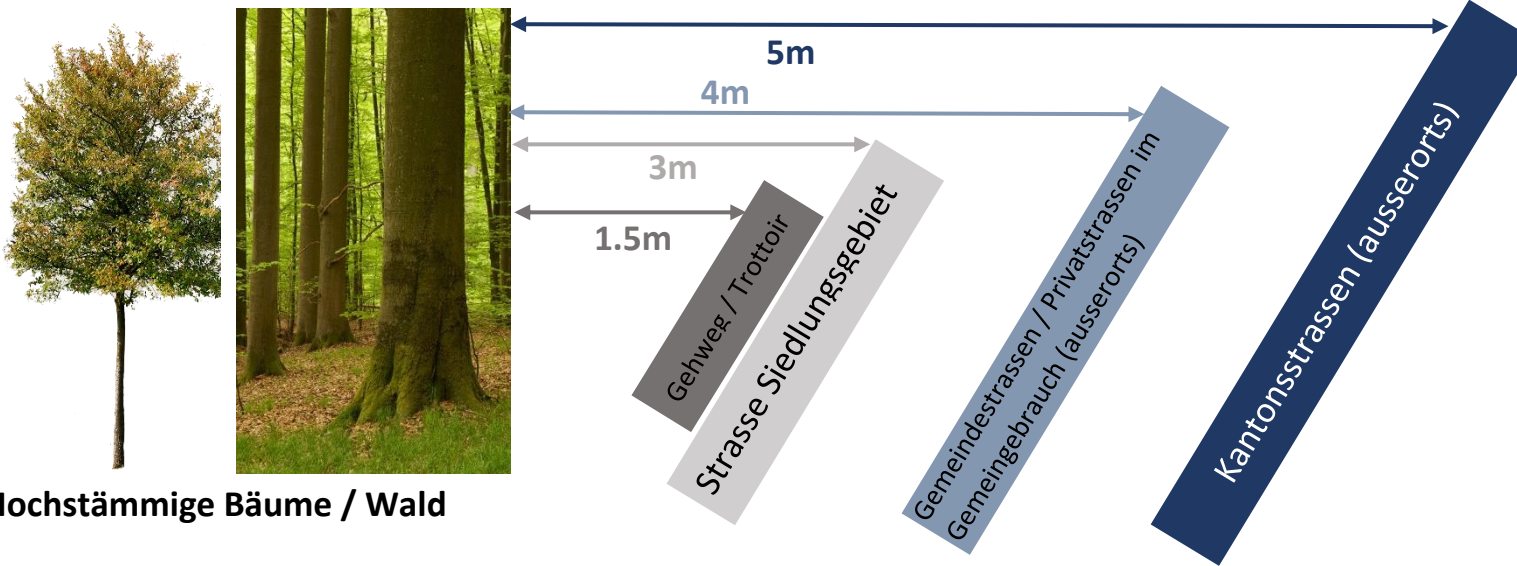 5m
4m
3m
1.5m
Gehweg / Trottoir
Strasse Siedlungsgebiet
Gemeindestrassen / Privatstrassen im
Gemeingebrauch (ausserorts)
Kantonsstrassen (ausserorts)
Hochstämmige Bäume / Wald